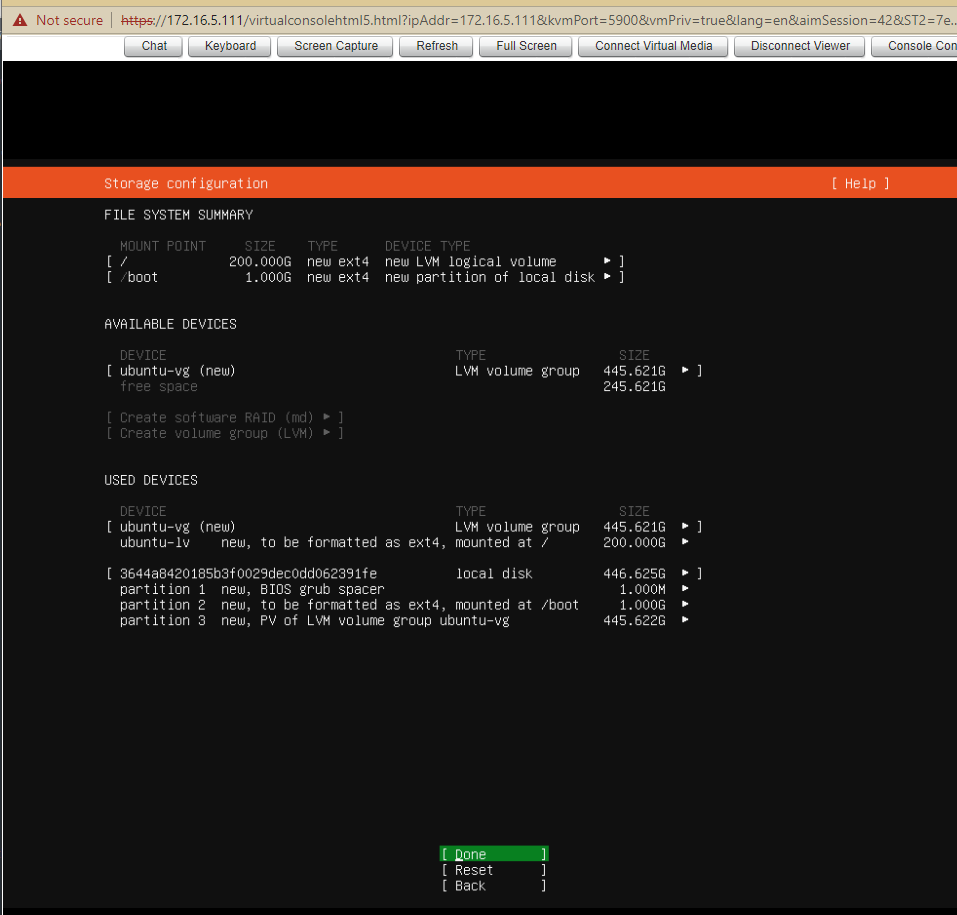 Not secure | https://172.16.5.111/virtualconsolehtml5.html?ipAddr=172.16.5.111&kvmPort=5900&vmPriv=true&lang=en&aimSession=42&ST2=7e..
Chat Keyboard Screen Capture Refresh Full Screen Connect Virtual Media Disconnect Viewer Console Con
Storage configuration [ Help ]
FILE SYSTEM SUMMARY
MOUNT POINT SIZE TYPE DEVICE TYPE
[ / 200.000G new ext4 new LVM logical volume ▸ ]
[ /boot 1.000G new ext4 new partition of local disk ▸ ]
AVAILABLE DEVICES
DEVICE TYPE SIZE
[ ubuntu-vg (new) LVM volume group 445.621G ▸ ]
free space 245.621G
[ Create software RAID (md) ▸ ]
[ Create volume group (LVM) ▸ ]
USED DEVICES
DEVICE TYPE SIZE
[ ubuntu-vg (new) LVM volume group 445.621G ▸ ]
ubuntu-lv new, to be formatted as ext4, mounted at / 200.000G ▸
[ 3644a8420185b3f0029dec0dd062391fe local disk 446.625G ▸ ]
partition 1 new, BIOS grub spacer 1.000M ▸
partition 2 new, to be formatted as ext4, mounted at /boot 1.000G ▸
partition 3 new, PV of LVM volume group ubuntu-vg 445.622G ▸
[ Done ]
[ Reset ]
[ Back ]